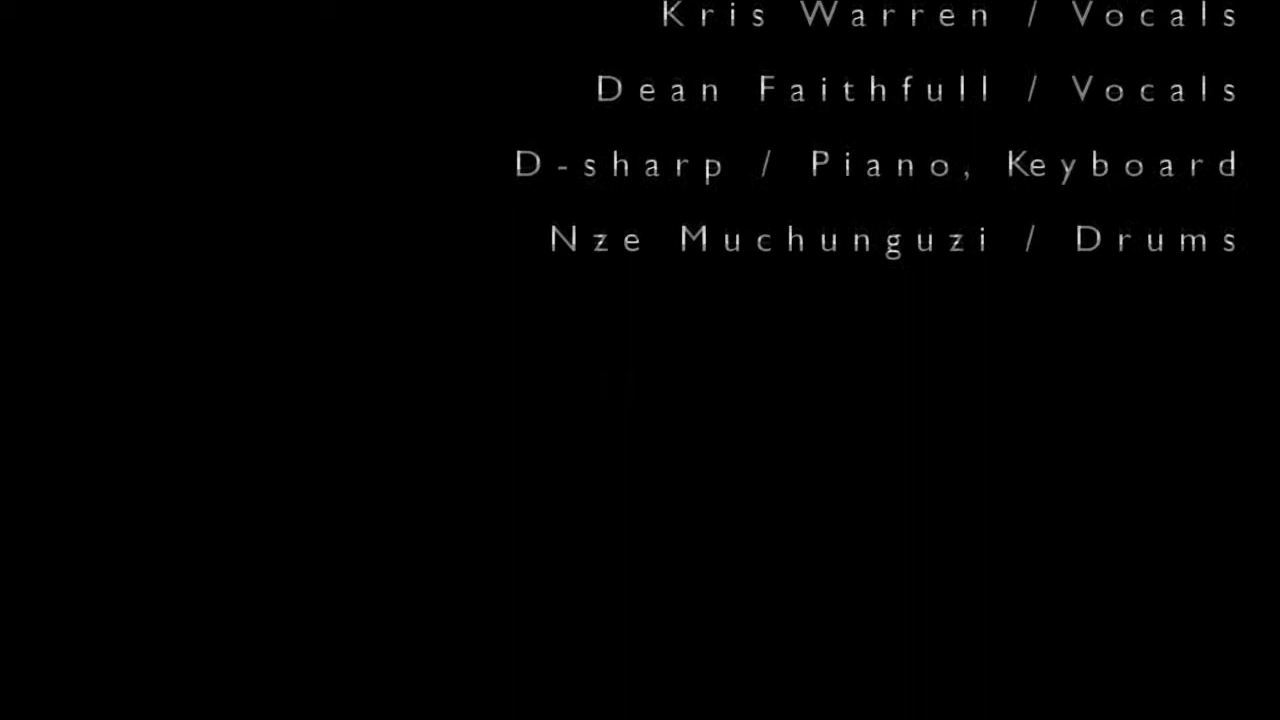 Kris Warren / Vocals
Dean Faithfull / Vocals
D-sharp / Piano, Keyboard
Nze Muchunguzi / Drums